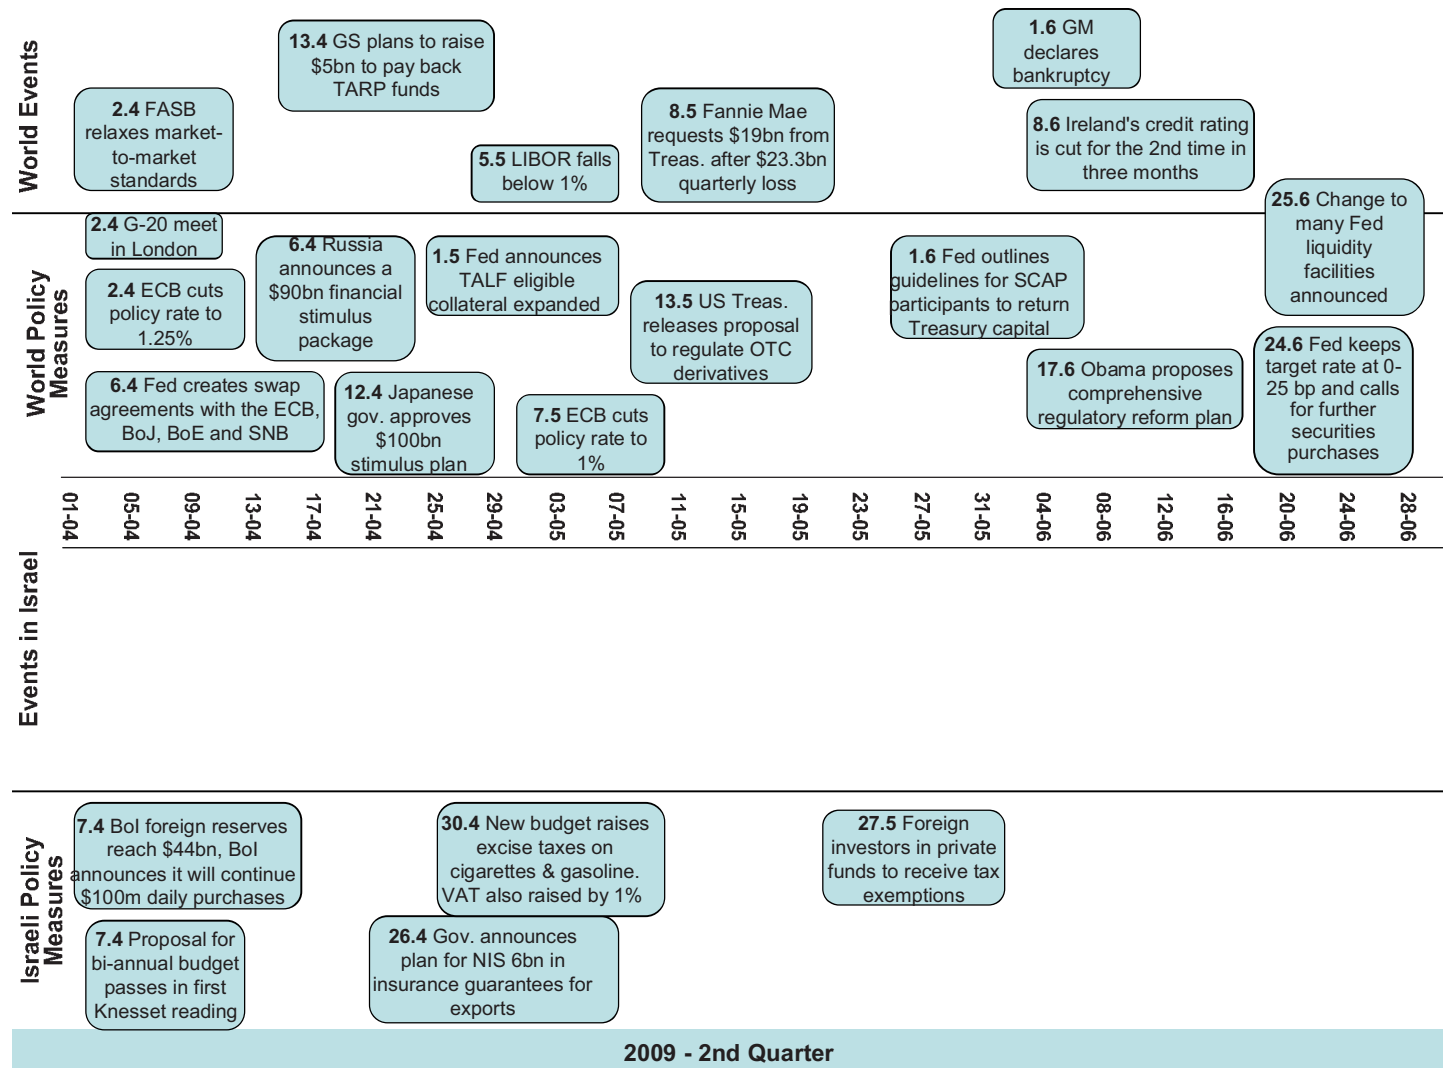 World Events
13.4 GS plans to raise
$5bn to pay back
TARP funds
1.6 GM
declares
bankruptcy
2.4 FASB
relaxes market-
to-market
standards
8.5 Fannie Mae
requests $19bn from
Treas. after $23.3bn
quarterly loss
8.6 Ireland's credit rating
is cut for the 2nd time in
three months
5.5 LIBOR falls
below 1%
25.6 Change to
many Fed
liquidity
facilities
announced
World Policy
Measures
2.4 G-20 meet
in London
6.4 Russia
announces a
$90bn financial
stimulus
package
1.5 Fed announces
TALF eligible
collateral expanded
1.6 Fed outlines
guidelines for SCAP
participants to return
Treasury capital
2.4 ECB cuts
policy rate to
1.25%
13.5 US Treas.
releases proposal
to regulate OTC
derivatives
24.6 Fed keeps
target rate at 0-
25 bp and calls
for further
securities
purchases
6.4 Fed creates swap
agreements with the ECB,
BoJ, BoE and SNB
12.4 Japanese
gov. approves
$100bn
stimulus plan
7.5 ECB cuts
policy rate to
1%
17.6 Obama proposes
comprehensive
regulatory reform plan
01-04
05-04
09-04
13-04
17-04
21-04
25-04
29-04
03-05
07-05
11-05
15-05
19-05
23-05
27-05
31-05
04-06
08-06
12-06
16-06
20-06
24-06
28-06
Events in Israel
Israeli Policy
Measures
7.4 BoI foreign reserves
reach $44bn, BoI
announces it will continue
$100m daily purchases
30.4 New budget raises
excise taxes on
cigarettes & gasoline.
VAT also raised by 1%
27.5 Foreign
investors in private
funds to receive tax
exemptions
7.4 Proposal for
bi-annual budget
passes in first
Knesset reading
26.4 Gov. announces
plan for NIS 6bn in
insurance guarantees for
exports
2009 - 2nd Quarter